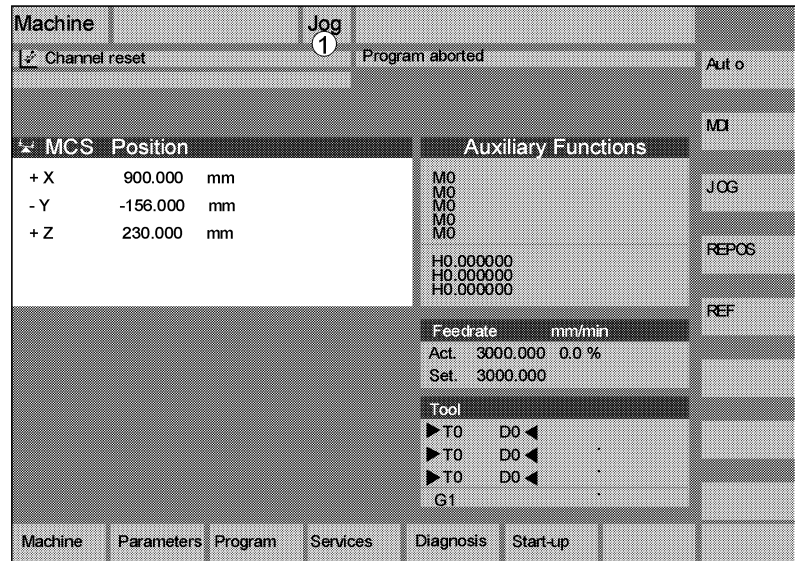 Machine Jog
1
Channel reset Program aborted
Auto
MDI
JOG
REPOS
REF
MCS Position
+ X 900.000 mm
- Y -156.000 mm
+ Z 230.000 mm
Auxiliary Functions
M0
M0
M0
M0
M0
H0.000000
H0.000000
H0.000000
Feedrate mm/min
Act. 3000.000 0.0 %
Set. 3000.000
Tool
T0 D0
T0 D0
T0 D0
G1
Machine Parameters Program Services Diagnosis Start-up